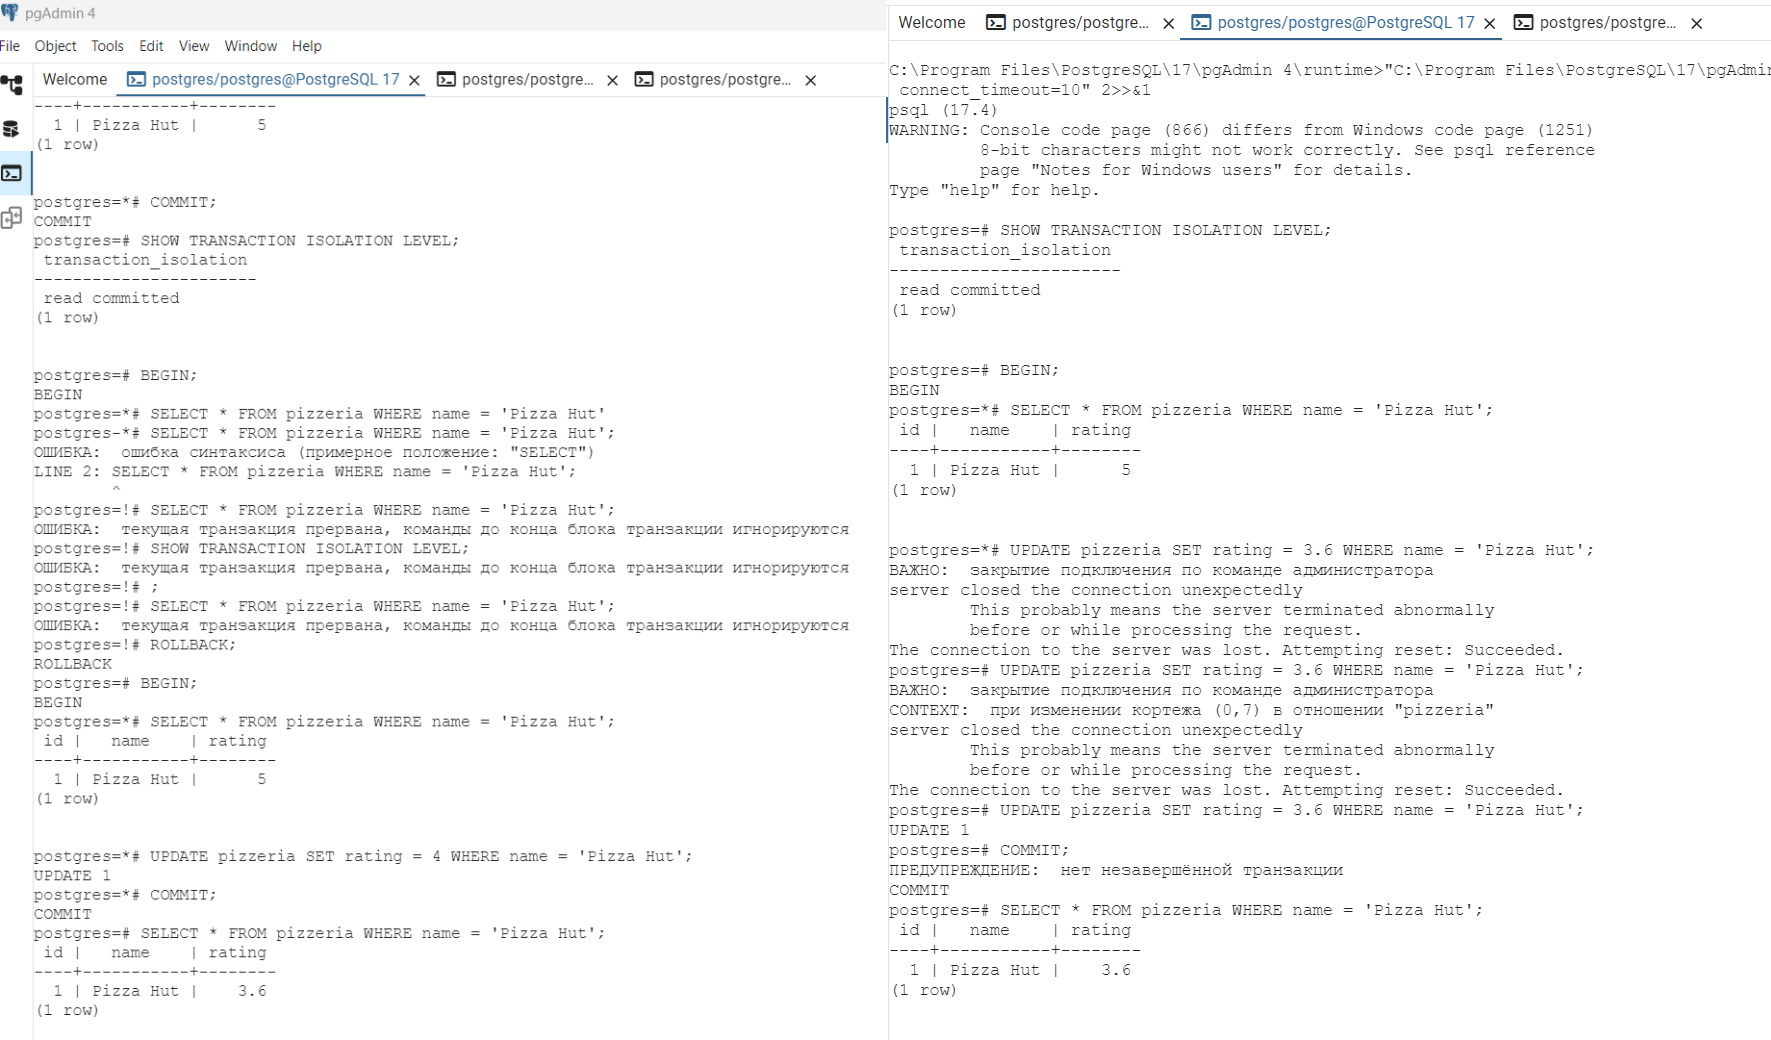 pgAdmin 4
File Object Tools Edit View Window Help
Welcome postgres/postgres@PostgreSQL 17 postgres/postgre... postgres/postgre...
----+-----------+--------
  1 | Pizza Hut |      5
(1 row)
postgres=*# COMMIT;
COMMIT
postgres=# SHOW TRANSACTION ISOLATION LEVEL;
 transaction_isolation
-----------------------
 read committed
(1 row)
postgres=# BEGIN;
BEGIN
postgres=*# SELECT * FROM pizzeria WHERE name = 'Pizza Hut'
postgres-*# SELECT * FROM pizzeria WHERE name = 'Pizza Hut';
ОШИБКА:  ошибка синтаксиса (примерное положение: "SELECT")
LINE 2: SELECT * FROM pizzeria WHERE name = 'Pizza Hut';
        ^
postgres=!# SELECT * FROM pizzeria WHERE name = 'Pizza Hut';
ОШИБКА:  текущая транзакция прервана, команды до конца блока транзакции игнорируются
postgres=!# SHOW TRANSACTION ISOLATION LEVEL;
ОШИБКА:  текущая транзакция прервана, команды до конца блока транзакции игнорируются
postgres=!# ;
postgres=!# SELECT * FROM pizzeria WHERE name = 'Pizza Hut';
ОШИБКА:  текущая транзакция прервана, команды до конца блока транзакции игнорируются
postgres=!# ROLLBACK;
ROLLBACK
postgres=# BEGIN;
BEGIN
postgres=*# SELECT * FROM pizzeria WHERE name = 'Pizza Hut';
 id |   name    | rating
----+-----------+--------
  1 | Pizza Hut |      5
(1 row)
postgres=*# UPDATE pizzeria SET rating = 4 WHERE name = 'Pizza Hut';
UPDATE 1
postgres=*# COMMIT;
COMMIT
postgres=# SELECT * FROM pizzeria WHERE name = 'Pizza Hut';
 id |   name    | rating
----+-----------+--------
  1 | Pizza Hut |    3.6
(1 row)
Welcome postgres/postgre... postgres/postgres@PostgreSQL 17 postgres/postgre...
C:\Program Files\PostgreSQL\17\pgAdmin 4\runtime>"C:\Program Files\PostgreSQL\17\pgAdmin
 connect_timeout=10" 2>>&1
psql (17.4)
WARNING: Console code page (866) differs from Windows code page (1251)
         8-bit characters might not work correctly. See psql reference
         page "Notes for Windows users" for details.
Type "help" for help.
postgres=# SHOW TRANSACTION ISOLATION LEVEL;
 transaction_isolation
-----------------------
 read committed
(1 row)
postgres=# BEGIN;
BEGIN
postgres=*# SELECT * FROM pizzeria WHERE name = 'Pizza Hut';
 id |   name    | rating
----+-----------+--------
  1 | Pizza Hut |      5
(1 row)
postgres=*# UPDATE pizzeria SET rating = 3.6 WHERE name = 'Pizza Hut';
ВАЖНО:  закрытие подключения по команде администратора
server closed the connection unexpectedly
        This probably means the server terminated abnormally
        before or while processing the request.
The connection to the server was lost. Attempting reset: Succeeded.
postgres=# UPDATE pizzeria SET rating = 3.6 WHERE name = 'Pizza Hut';
ВАЖНО:  закрытие подключения по команде администратора
CONTEXT:  при изменении кортежа (0,7) в отношении "pizzeria"
server closed the connection unexpectedly
        This probably means the server terminated abnormally
        before or while processing the request.
The connection to the server was lost. Attempting reset: Succeeded.
postgres=# UPDATE pizzeria SET rating = 3.6 WHERE name = 'Pizza Hut';
UPDATE 1
postgres=# COMMIT;
ПРЕДУПРЕЖДЕНИЕ:  нет незавершённой транзакции
COMMIT
postgres=# SELECT * FROM pizzeria WHERE name = 'Pizza Hut';
 id |   name    | rating
----+-----------+--------
  1 | Pizza Hut |    3.6
(1 row)